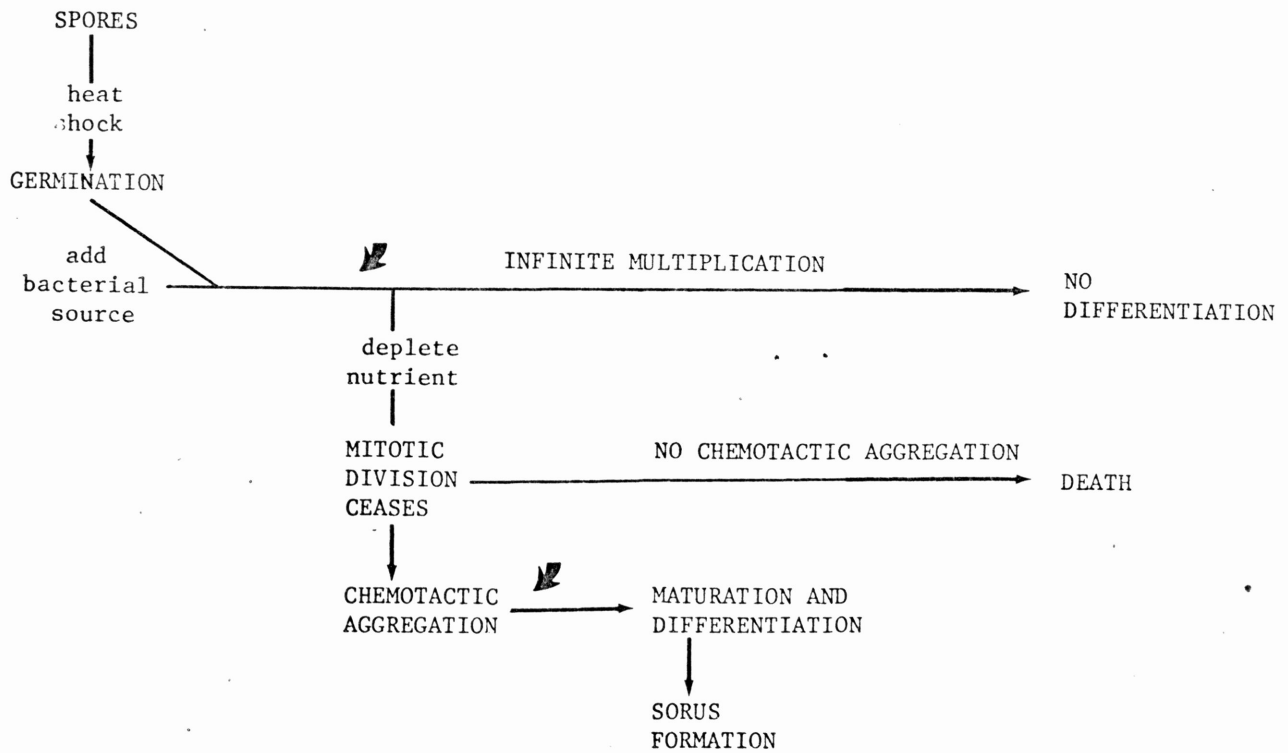 SPORES
heat
shock
GERMINATION
add
bacterial
source
INFINITE MULTIPLICATION
NO
DIFFERENTIATION
deplete
nutrient
MITOTIC
DIVISION
CEASES
NO CHEMOTACTIC AGGREGATION
DEATH
CHEMOTACTIC
AGGREGATION
MATURATION AND
DIFFERENTIATION
SORUS
FORMATION